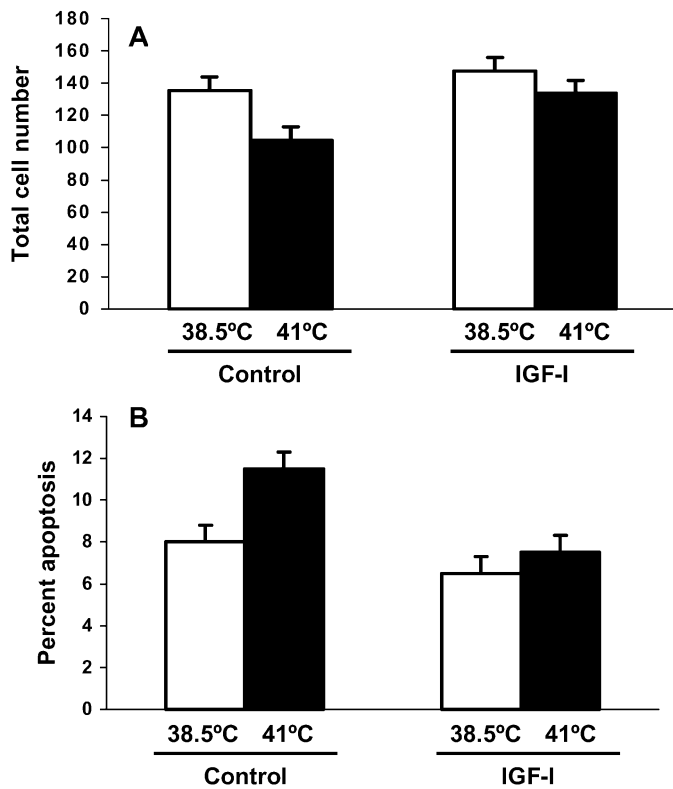 A
Total cell number
180
160
140
120
100
80
60
40
20
0
38.5ºC 41ºC 38.5ºC 41ºC
Control IGF-I
B
Percent apoptosis
14
12
10
8
6
4
2
0
38.5ºC 41ºC 38.5ºC 41ºC
Control IGF-I